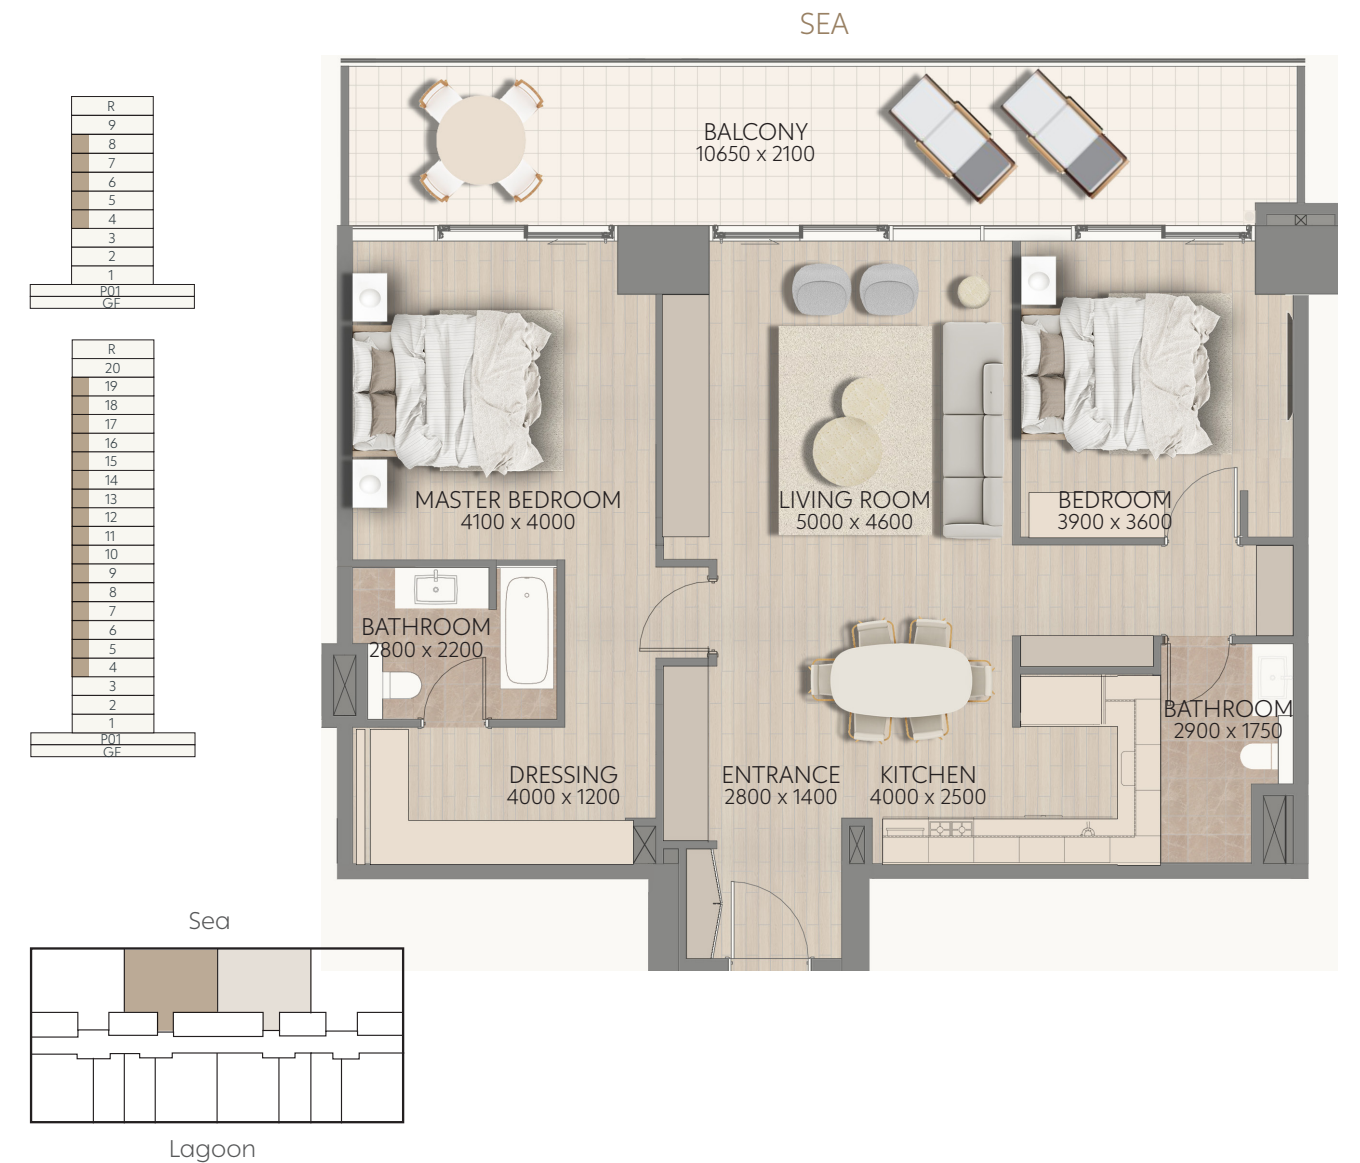 SEA
R
9
8
7
6
5
4
3
2
1
P01
GF
R
20
19
18
17
16
15
14
13
12
11
10
9
8
7
6
5
4
3
2
1
P01
GF
BALCONY
10650 x 2100
MASTER BEDROOM
4100 x 4000
LIVING ROOM
5000 x 4600
BEDROOM
3900 x 3600
BATHROOM
2800 x 2200
BATHROOM
2900 x 1750
DRESSING
4000 x 1200
ENTRANCE
2800 x 1400
KITCHEN
4000 x 2500
Sea
Lagoon